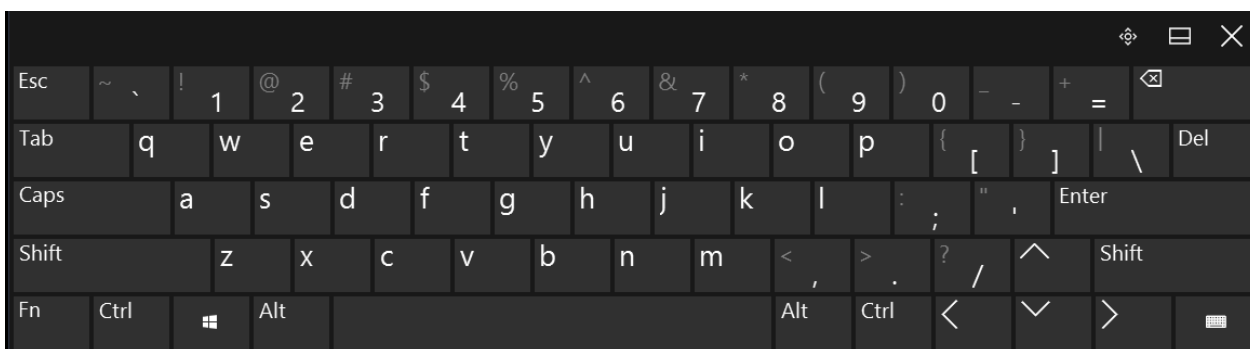 Esc ~ ` ! 1 @ 2 # 3 $ 4 % 5 ^ 6 & 7 * 8 ( 9 ) 0 _ - + =
Tab q w e r t y u i o p { [ } ] | \ Del
Caps a s d f g h j k l : ; " ' Enter
Shift z x c v b n m < , > . ? / Shift
Fn Ctrl Alt Alt Ctrl